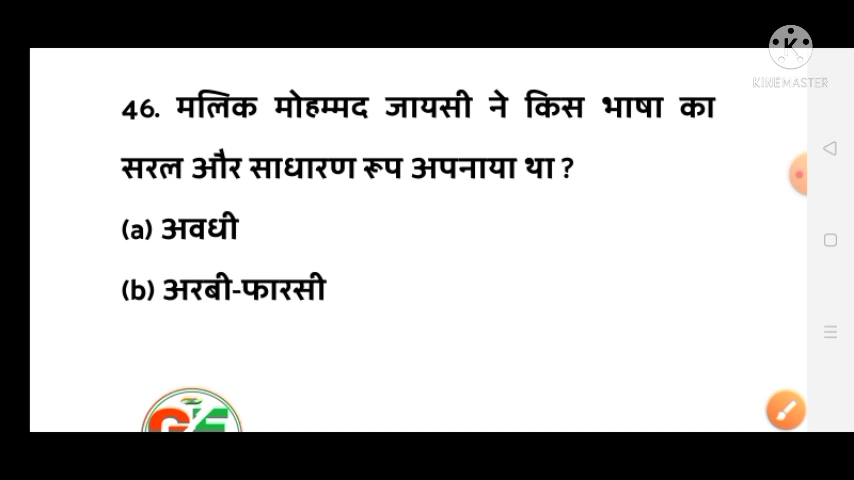 K
KINEMASTER
46. मलिक मोहम्मद जायसी ने किस भाषा का
सरल और साधारण रूप अपनाया था ?
(a) अवधी
(b) अरबी-फारसी